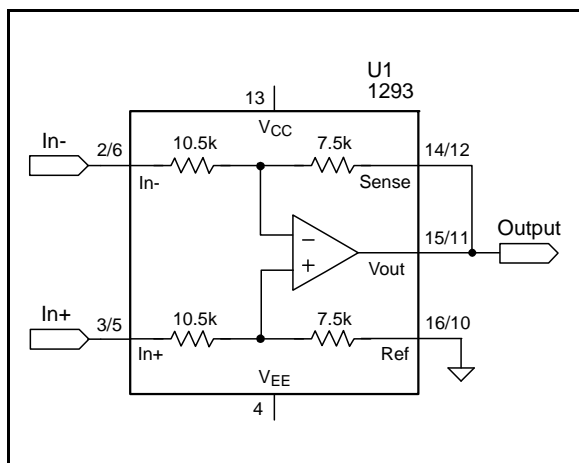 U1
1293
13
VCC
In-
2/6
10.5k
7.5k
14/12
In-
Sense
−
+
Output
15/11
Vout
In+
3/5
10.5k
7.5k
16/10
In+
Ref
VEE
4